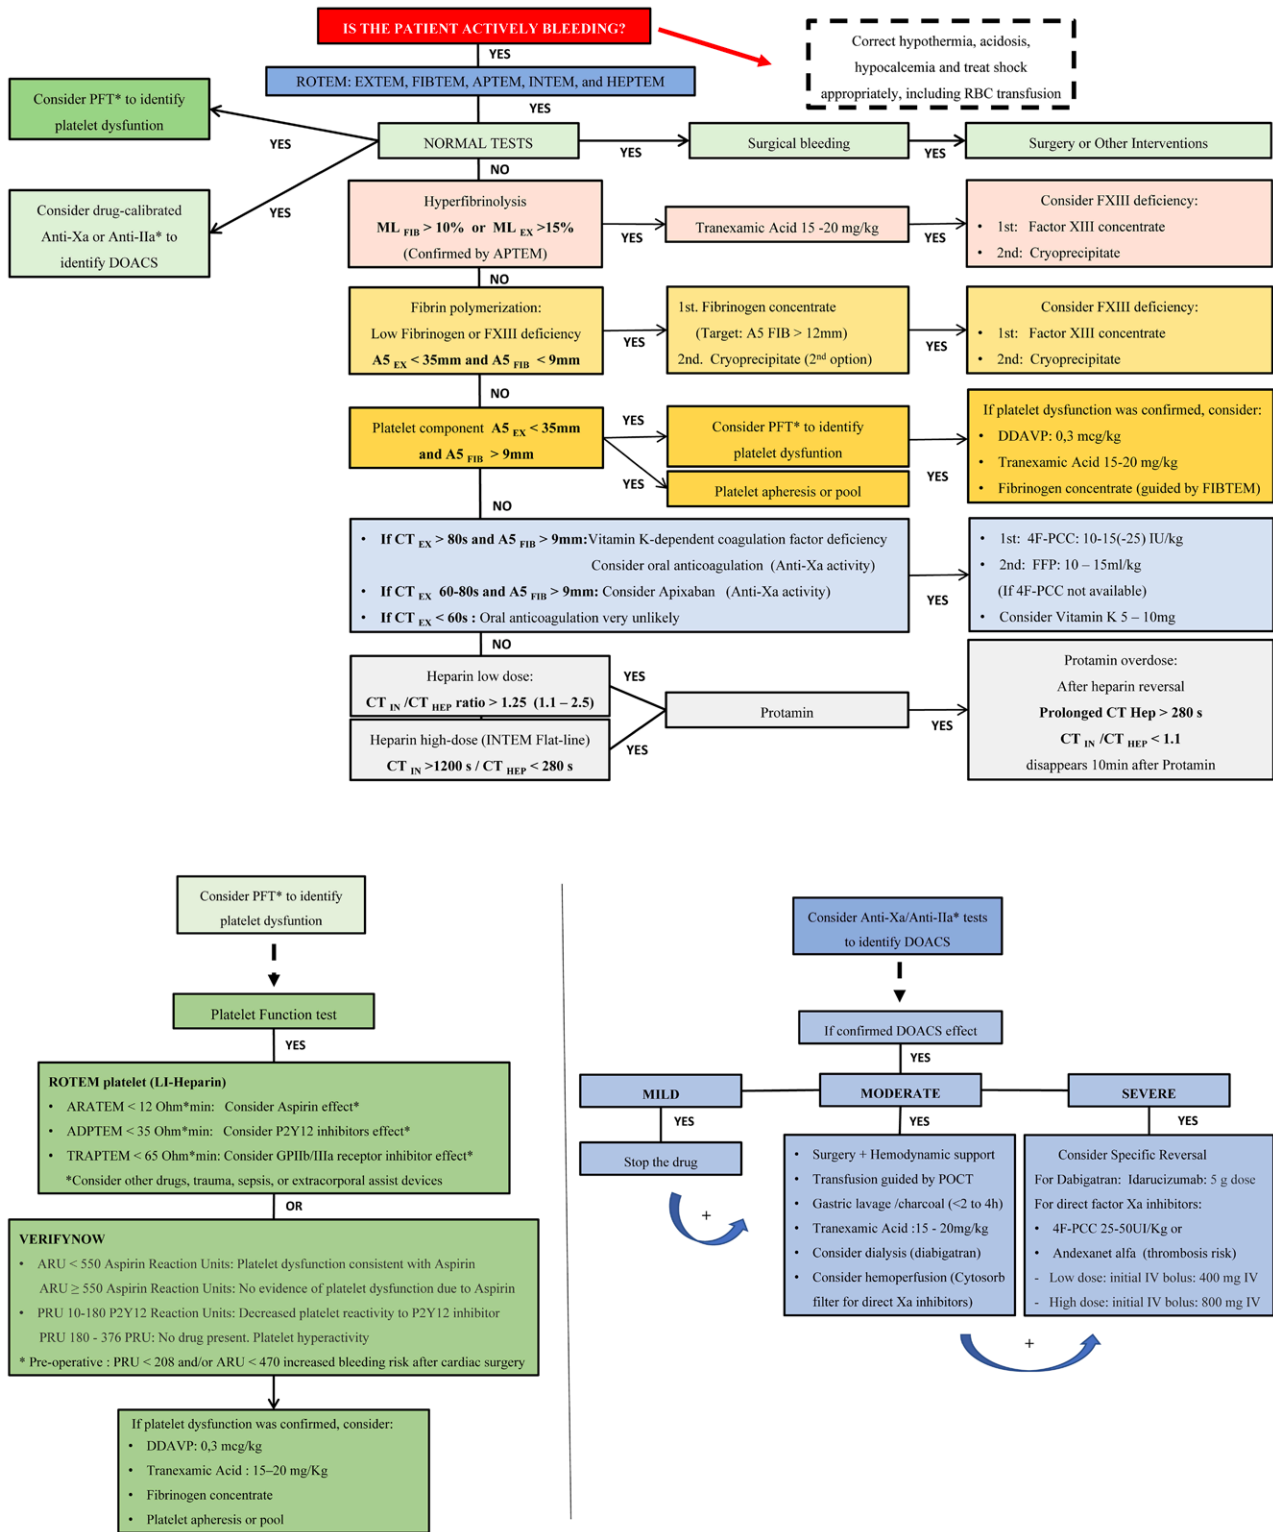 IS THE PATIENT ACTIVELY BLEEDING?
YES
Correct hypothermia, acidosis,
hypocalcemia and treat shock
appropriately, including RBC transfusion
ROTEM: EXTEM, FIBTEM, APTEM, INTEM, and HEPTEM
YES
Consider PFT* to identify
platelet dysfuntion
YES
NORMAL TESTS
YES
Surgical bleeding
YES
Surgery or Other Interventions
YES
NO
Consider drug-calibrated
Anti-Xa or Anti-IIa* to
identify DOACS
Hyperfibrinolysis
ML FIB > 10% or ML EX >15%
(Confirmed by APTEM)
YES
Tranexamic Acid 15 -20 mg/kg
YES
Consider FXIII deficiency:
• 1st: Factor XIII concentrate
• 2nd: Cryoprecipitate
NO
Fibrin polymerization:
Low Fibrinogen or FXIII deficiency
A5 EX < 35mm and A5 FIB < 9mm
YES
1st. Fibrinogen concentrate
(Target: A5 FIB > 12mm)
2nd. Cryoprecipitate (2nd option)
YES
Consider FXIII deficiency:
• 1st: Factor XIII concentrate
• 2nd: Cryoprecipitate
NO
Platelet component A5 EX < 35mm
and A5 FIB > 9mm
YES
Consider PFT* to identify
platelet dysfuntion
YES
Platelet apheresis or pool
YES
If platelet dysfunction was confirmed, consider:
• DDAVP: 0,3 mcg/kg
• Tranexamic Acid 15-20 mg/kg
• Fibrinogen concentrate (guided by FIBTEM)
NO
• If CT EX > 80s and A5 FIB > 9mm: Vitamin K-dependent coagulation factor deficiency
Consider oral anticoagulation (Anti-Xa activity)
• If CT EX 60-80s and A5 FIB > 9mm: Consider Apixaban (Anti-Xa activity)
• If CT EX < 60s : Oral anticoagulation very unlikely
YES
• 1st: 4F-PCC: 10-15(-25) IU/kg
• 2nd: FFP: 10 – 15ml/kg
(If 4F-PCC not available)
• Consider Vitamin K 5 – 10mg
NO
Heparin low dose:
CT IN /CT HEP ratio > 1.25 (1.1 – 2.5)
YES
Heparin high-dose (INTEM Flat-line)
CT IN >1200 s / CT HEP < 280 s
YES
Protamin
YES
Protamin overdose:
After heparin reversal
Prolonged CT Hep > 280 s
CT IN /CT HEP < 1.1
disappears 10min after Protamin
Consider PFT* to identify
platelet dysfuntion
Platelet Function test
YES
ROTEM platelet (LI-Heparin)
• ARATEM < 12 Ohm*min: Consider Aspirin effect*
• ADPTEM < 35 Ohm*min: Consider P2Y12 inhibitors effect*
• TRAPTEM < 65 Ohm*min: Consider GPIIb/IIIa receptor inhibitor effect*
*Consider other drugs, trauma, sepsis, or extracorporal assist devices
OR
VERIFYNOW
• ARU < 550 Aspirin Reaction Units: Platelet dysfunction consistent with Aspirin
ARU ≥ 550 Aspirin Reaction Units: No evidence of platelet dysfunction due to Aspirin
• PRU 10-180 P2Y12 Reaction Units: Decreased platelet reactivity to P2Y12 inhibitor
PRU 180 - 376 PRU: No drug present. Platelet hyperactivity
* Pre-operative : PRU < 208 and/or ARU < 470 increased bleeding risk after cardiac surgery
If platelet dysfunction was confirmed, consider:
• DDAVP: 0,3 mcg/kg
• Tranexamic Acid : 15–20 mg/Kg
• Fibrinogen concentrate
• Platelet apheresis or pool
Consider Anti-Xa/Anti-IIa* tests
to identify DOACS
If confirmed DOACS effect
YES
MILD
YES
Stop the drug
+
MODERATE
YES
• Surgery + Hemodynamic support
• Transfusion guided by POCT
• Gastric lavage /charcoal (<2 to 4h)
• Tranexamic Acid :15 - 20mg/kg
• Consider dialysis (diabigatran)
• Consider hemoperfusion (Cytosorb
filter for direct Xa inhibitors)
+
SEVERE
YES
Consider Specific Reversal
For Dabigatran: Idarucizumab: 5 g dose
For direct factor Xa inhibitors:
• 4F-PCC 25-50UI/Kg or
• Andexanet alfa (thrombosis risk)
- Low dose: initial IV bolus: 400 mg IV
- High dose: initial IV bolus: 800 mg IV